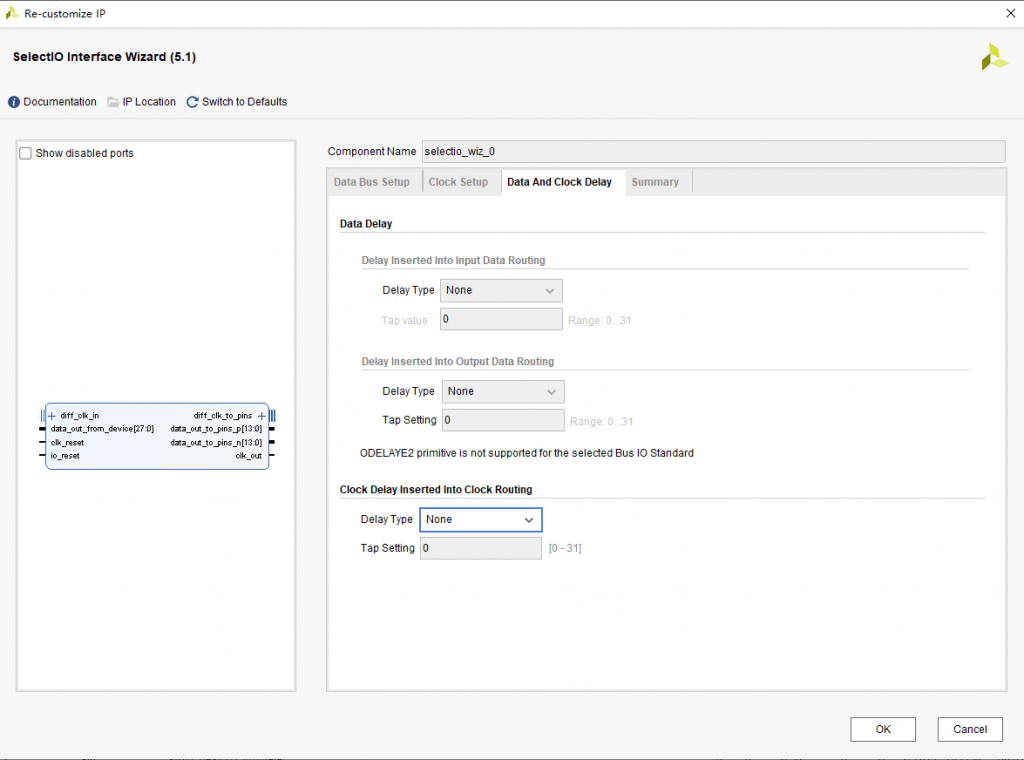 Re-customize IP
SelectIO Interface Wizard (5.1)
Documentation IP Location Switch to Defaults
Show disabled ports
diff_clk_in diff_clk_to_pins
data_out_from_device[27:0] data_out_to_pins_p[13:0]
clk_reset data_out_to_pins_n[13:0]
io_reset clk_out
Component Name selectio_wiz_0
Data Bus Setup Clock Setup Data And Clock Delay Summary
Data Delay
Delay Inserted Into Input Data Routing
Delay Type None
Tap value 0 Range: 0...31
Delay Inserted Into Output Data Routing
Delay Type None
Tap Setting 0 Range: 0...31
ODELAYE2 primitive is not supported for the selected Bus IO Standard
Clock Delay Inserted Into Clock Routing
Delay Type None
Tap Setting 0 [0 - 31]
OK Cancel